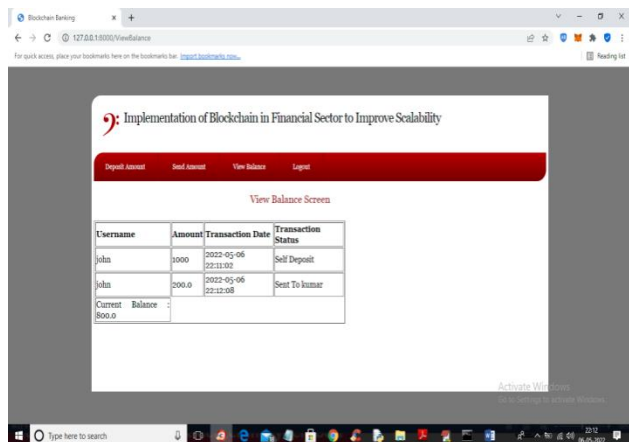 Blockchain Banking
127.0.0.1:8000/ViewBalance
For quick access, place your bookmarks here on the bookmarks bar. Import bookmarks now...
Reading list
Implementation of Blockchain in Financial Sector to Improve Scalability
Deposit Amount Send Amount View Balance Logout
View Balance Screen
Username Amount Transaction Date Transaction
Status
john 1000 2022-05-06
22:11:02 Self Deposit
john 200.0 2022-05-06
22:12:08 Sent To kumar
Current Balance :
800.0
Activate Windows
Go to Settings to activate Windows.
Type here to search
22:12
06-05-2022